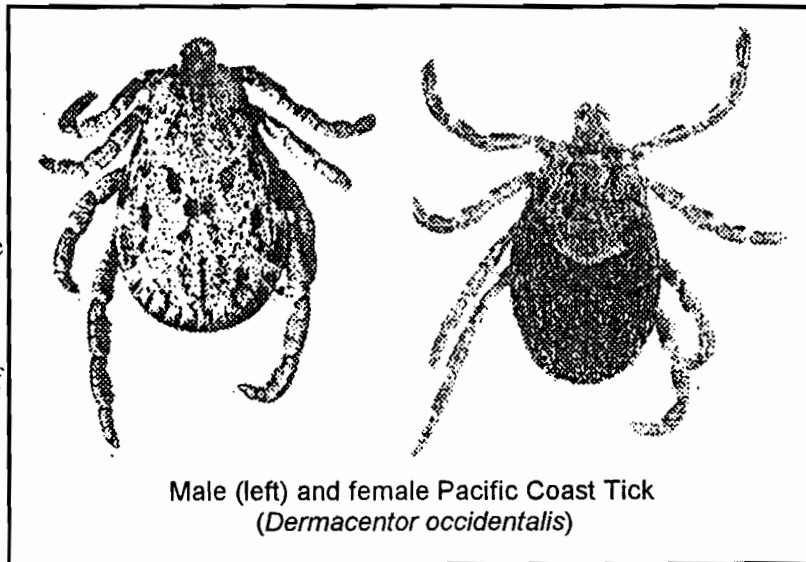 Male (left) and female Pacific Coast Tick
(Dermacentor occidentalis)